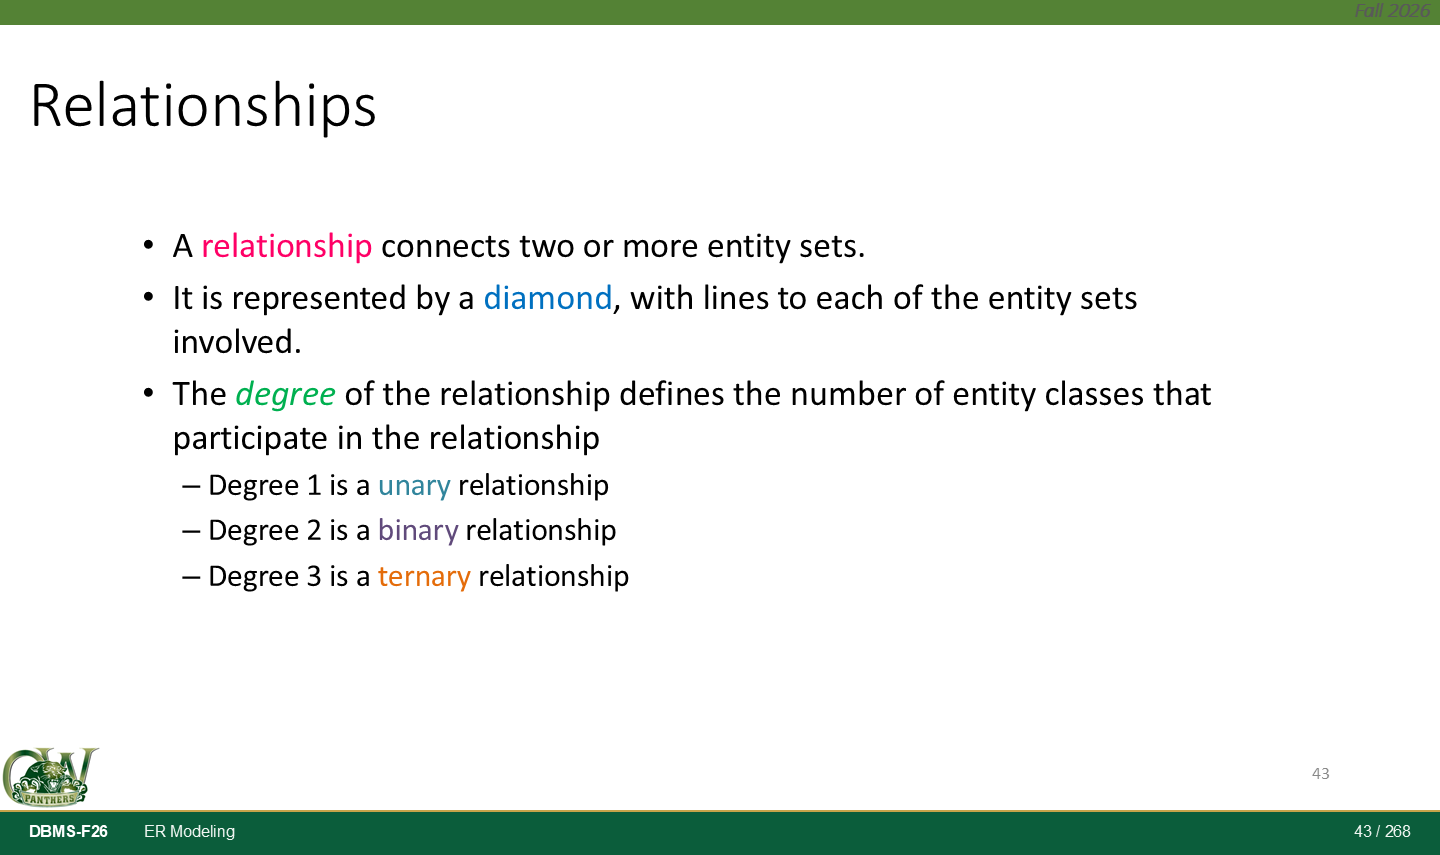 Fall 2026
Relationships
• A relationship connects two or more entity sets.
• It is represented by a diamond, with lines to each of the entity sets
involved.
• The degree of the relationship defines the number of entity classes that
participate in the relationship
– Degree 1 is a unary relationship
– Degree 2 is a binary relationship
– Degree 3 is a ternary relationship
OW
PANTHERS
43
DBMS-F26 ER Modeling 43 / 268